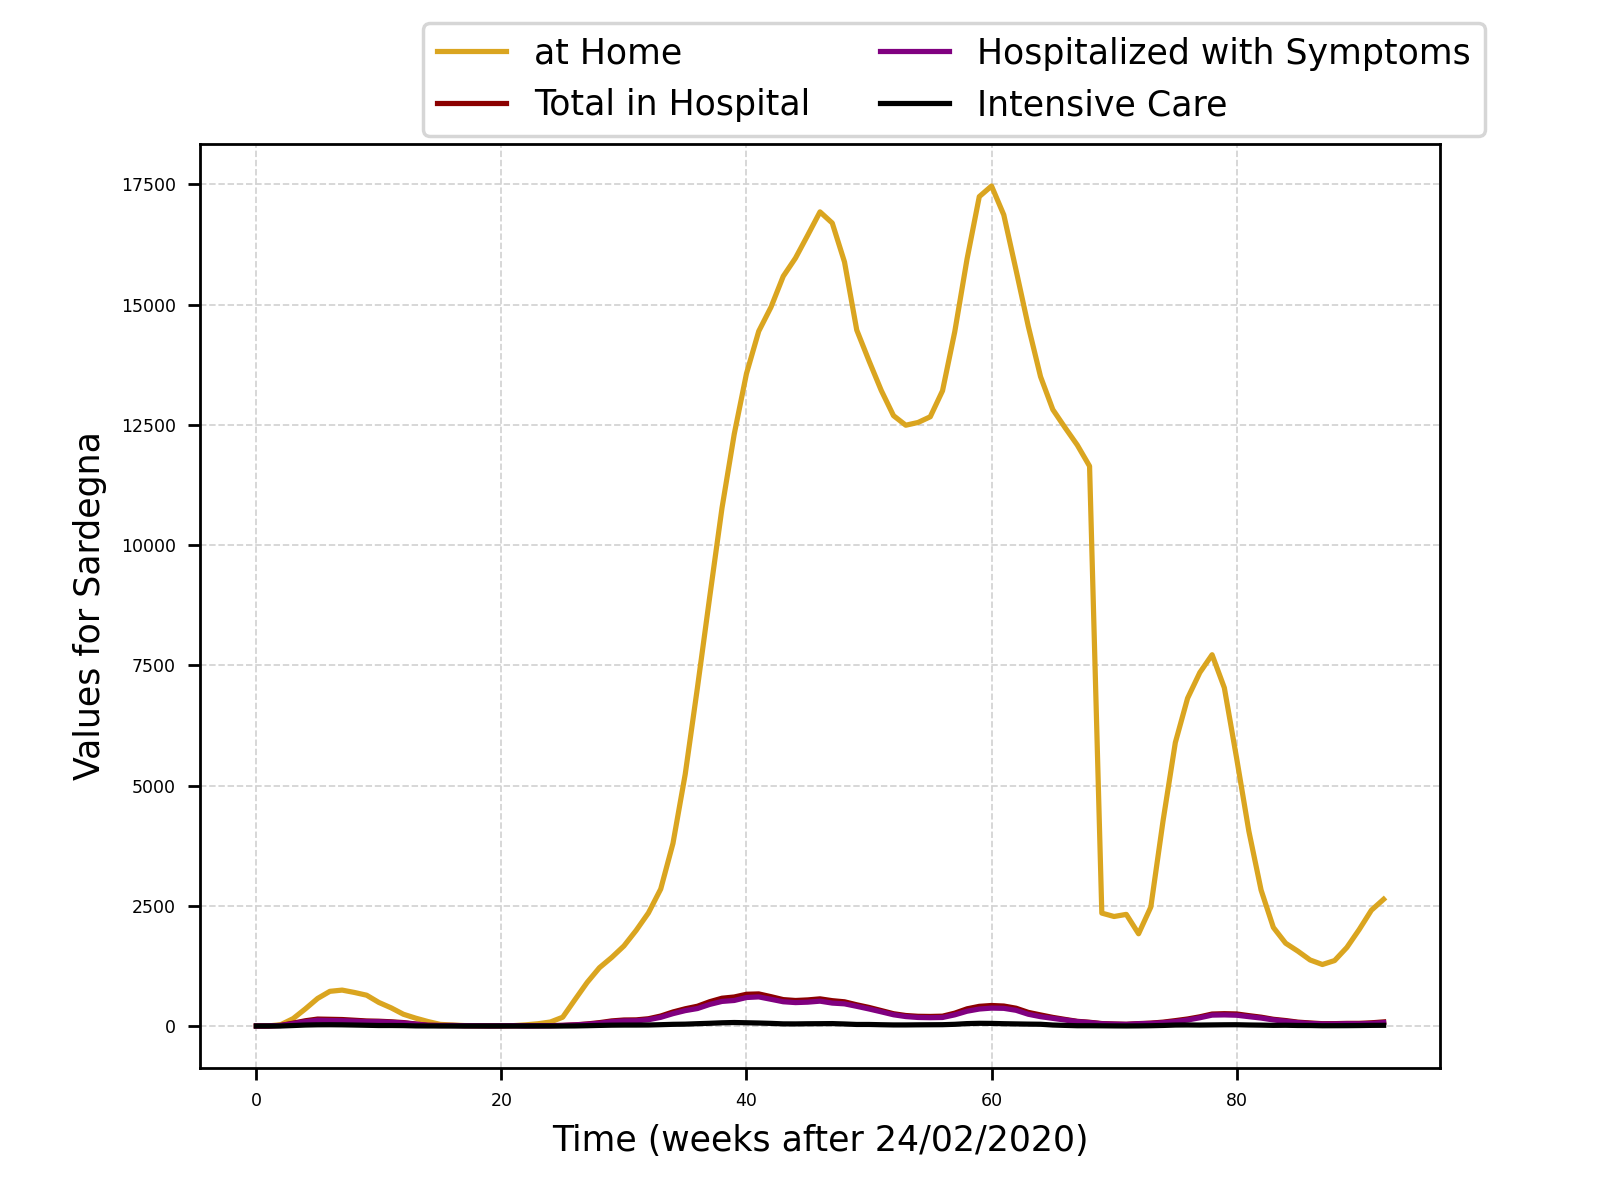 at Home
Total in Hospital
Hospitalized with Symptoms
Intensive Care
17500
15000
12500
10000
7500
5000
2500
0
Values for Sardegna
0 20 40 60 80
Time (weeks after 24/02/2020)